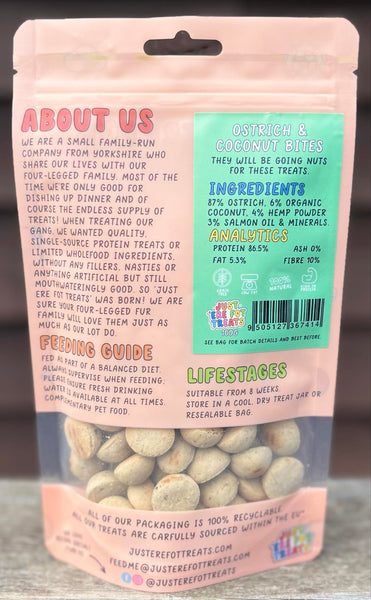 ABOUT US
WE ARE A SMALL FAMILY-RUN
COMPANY FROM YORKSHIRE WHO
SHARE OUR LIVES WITH OUR
FOUR-LEGGED FAMILY. MOST OF THE
TIME WE'RE ONLY GOOD FOR
DISHING UP DINNER AND OF
COURSE THE ENDLESS SUPPLY OF
TREATS! WHEN TREATING OUR
GANG, WE WANTED QUALITY,
SINGLE-SOURCE PROTEIN TREATS OR
LIMITED WHOLEFOOD INGREDIENTS,
WITHOUT ANY FILLERS, NASTIES OR
ANYTHING ARTIFICIAL BUT STILL
MOUTHWATERINGLY GOOD. SO 'JUST
ERE FOT TREATS' WAS BORN! WE ARE
SURE YOUR FOUR-LEGGED FUR
FAMILY WILL LOVE THEM JUST AS
MUCH AS OUR LOT DO.
FEEDING GUIDE
FED AS PART OF A BALANCED DIET.
ALWAYS SUPERVISE WHEN FEEDING.
PLEASE ENSURE FRESH DRINKING
WATER IS AVAILABLE AT ALL TIMES.
COMPLEMENTARY PET FOOD.
OSTRICH &
COCONUT BITES
THEY WILL BE GOING NUTS
FOR THESE TREATS.
INGREDIENTS
87% OSTRICH, 6% ORGANIC
COCONUT, 4% HEMP POWDER
3% SALMON OIL & MINERALS.
ANALYTICS
PROTEIN 86.5% ASH 0%
FAT 5.3% FIBRE 10%
100%
NATURAL
JUST
'ERE FOT
TREATS
100G
9 505127 367414
SEE BAG FOR BATCH DETAILS AND BEST BEFORE.
LIFESTAGES
SUITABLE FROM 8 WEEKS.
STORE IN A COOL, DRY TREAT JAR OR
RESEALABLE BAG.
ALL OF OUR PACKAGING IS 100% RECYCLABLE.
ALL OUR TREATS ARE CAREFULLY SOURCED WITHIN THE EU*
JUSTEREFOTTREATS.COM
FEEDME@JUSTEREFOTTREATS.COM
@JUSTEREFOTTREATS
JUST
'ERE FOT
TREATS